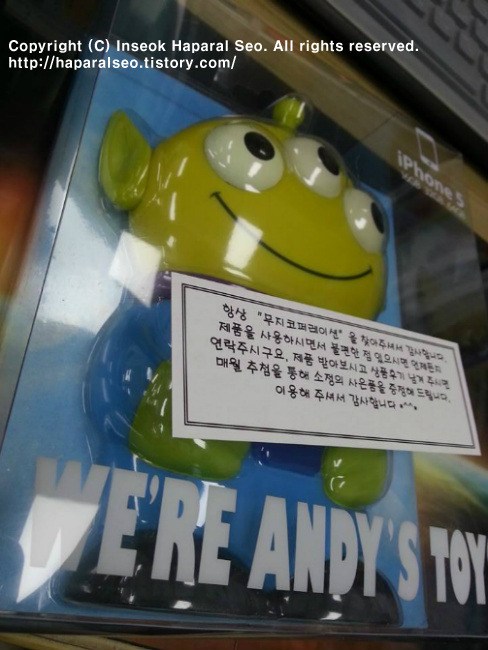 Copyright (C) Inseok Haparal Seo. All rights reserved.
http://haparalseo.tistory.com/
iPhone 5
항상 "무지코퍼레이션" 을 찾아주셔서 감사합니다.
제품을 사용하시면서 불편한 점 있으시면 언제든지
연락주시구요, 제품 받아보시고 상품후기 남겨 주시면
매월 추첨을 통해 소정의 사은품을 증정해 드립니다.
이용해 주셔서 감사합니다 *^^*
WE'RE ANDY'S TOY